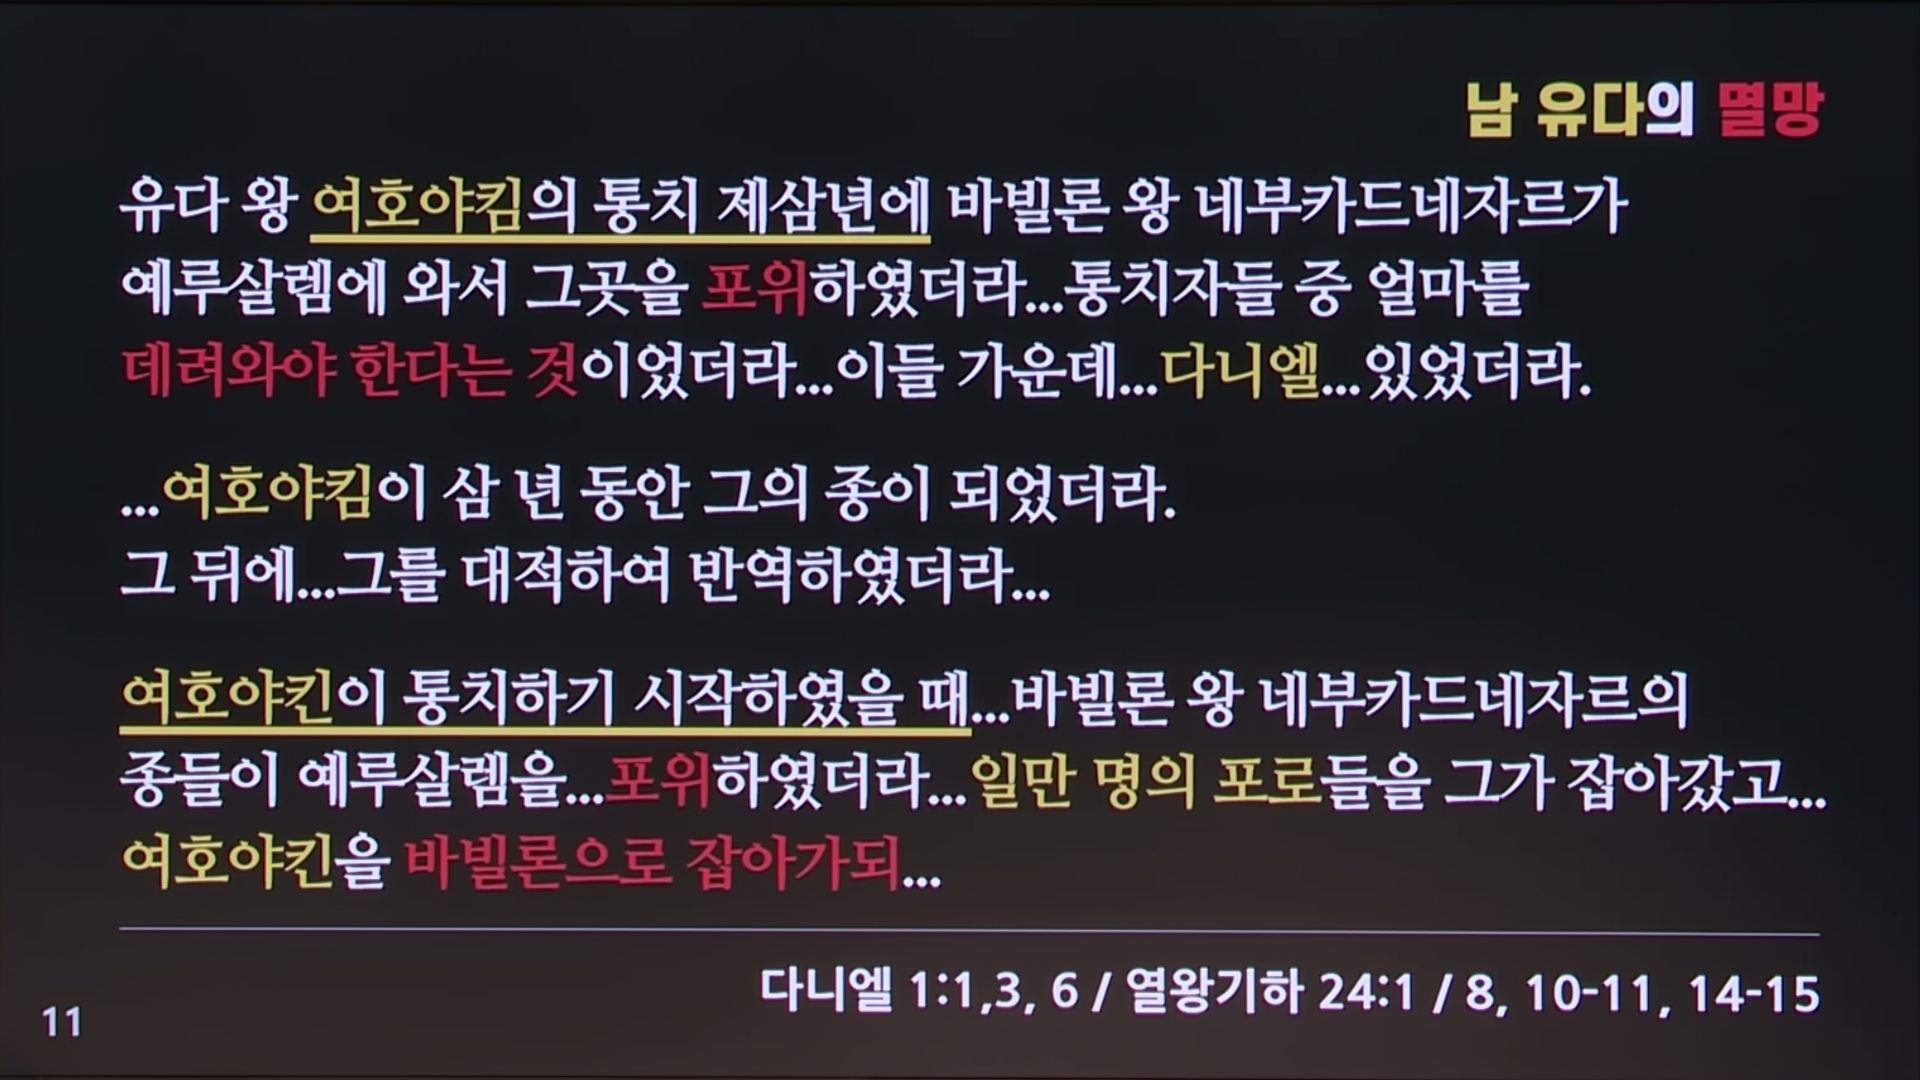 남 유다의 멸망
유다 왕 여호야킴의 통치 제삼년에 바빌론 왕 네부카드네자르가
예루살렘에 와서 그곳을 포위하였더라...통치자들 중 얼마를
데려와야 한다는 것이었더라...이들 가운데...다니엘...있었더라.
...여호야킴이 삼 년 동안 그의 종이 되었더라.
그 뒤에...그를 대적하여 반역하였더라...
여호야킨이 통치하기 시작하였을 때...바빌론 왕 네부카드네자르의
종들이 예루살렘을...포위하였더라...일만 명의 포로들을 그가 잡아갔고...
여호야킨을 바빌론으로 잡아가되...
다니엘 1:1,3, 6 / 열왕기하 24:1 / 8, 10-11, 14-15
11